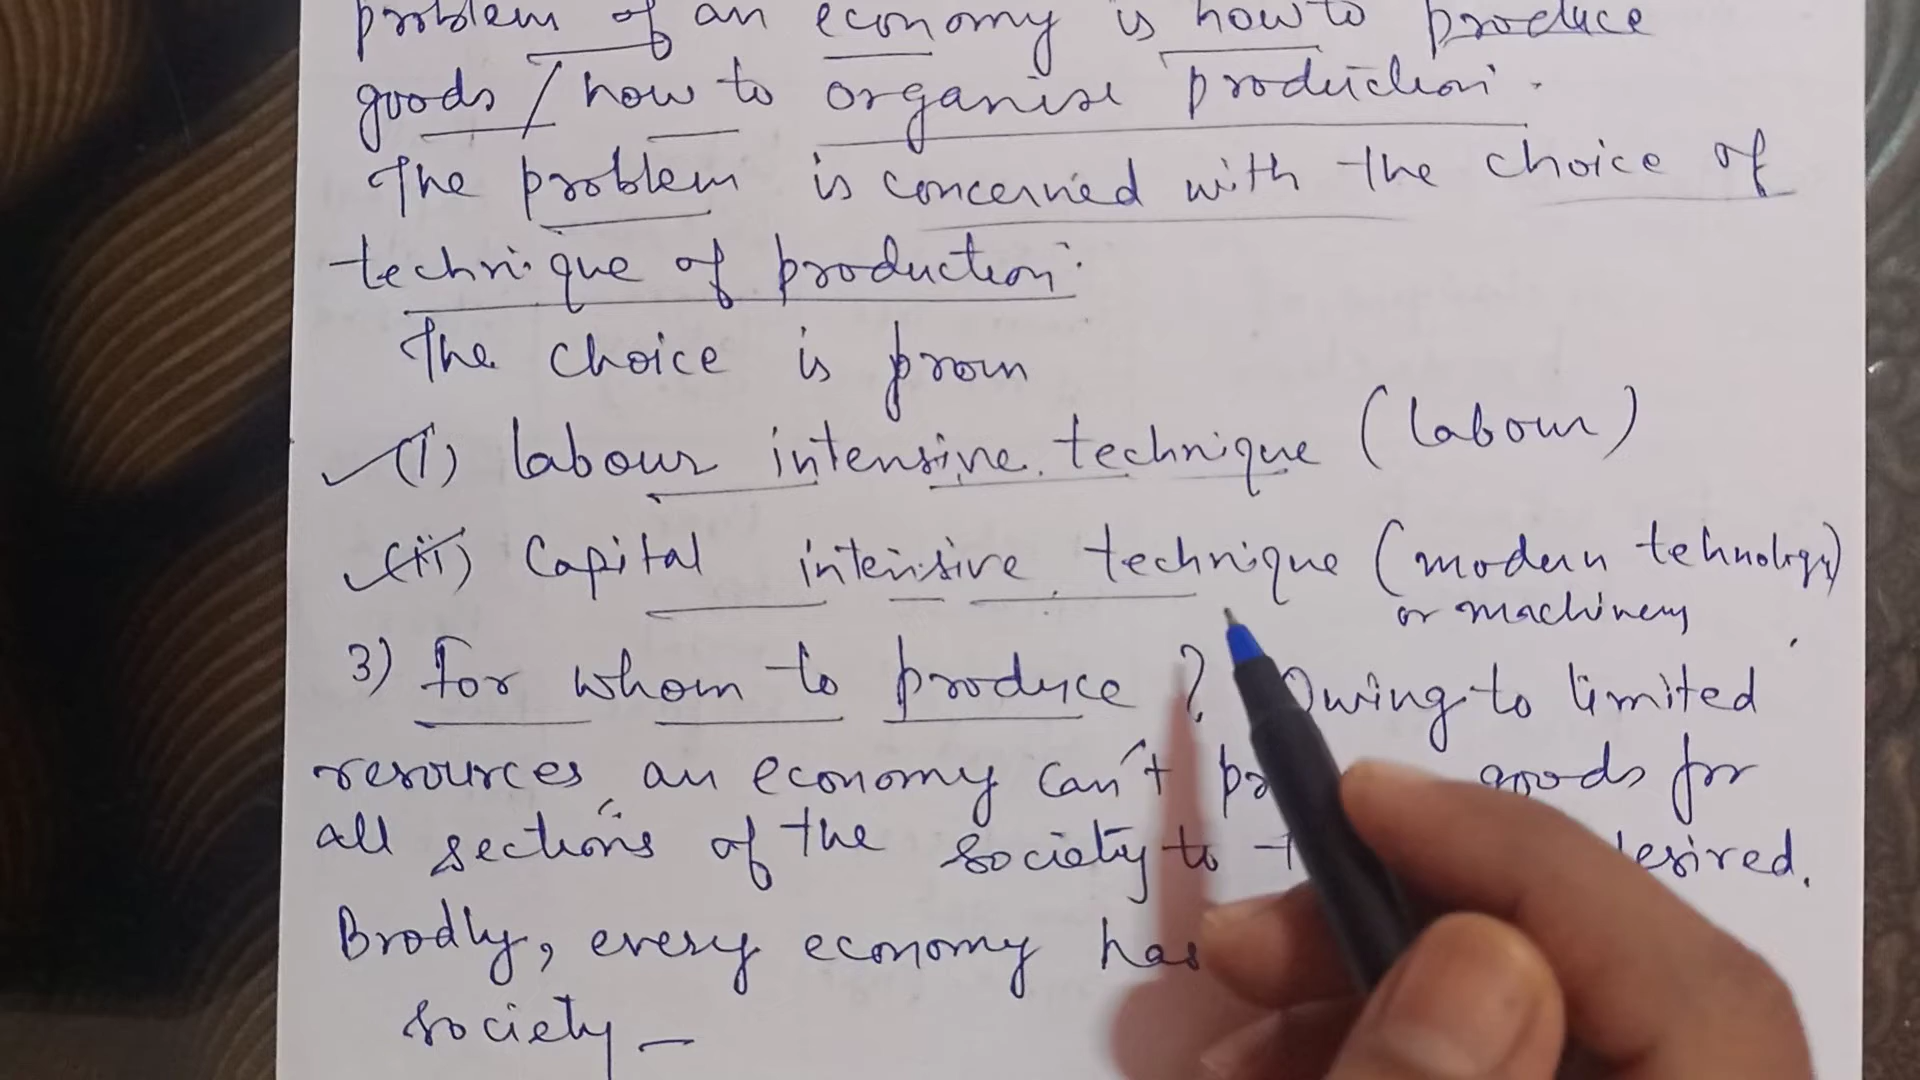 problem of an economy is how to produce
goods / how to organise production.
The problem is concerned with the choice of
technique of production.
The choice is from
(i) labour intensive technique (labour)
(ii) Capital intensive technique (modern tehnology)
or machinery
3) For whom to produce? Owing to limited
resources, an economy can't goods for
all sections of the society to desired.
Brodly, every economy has
society -